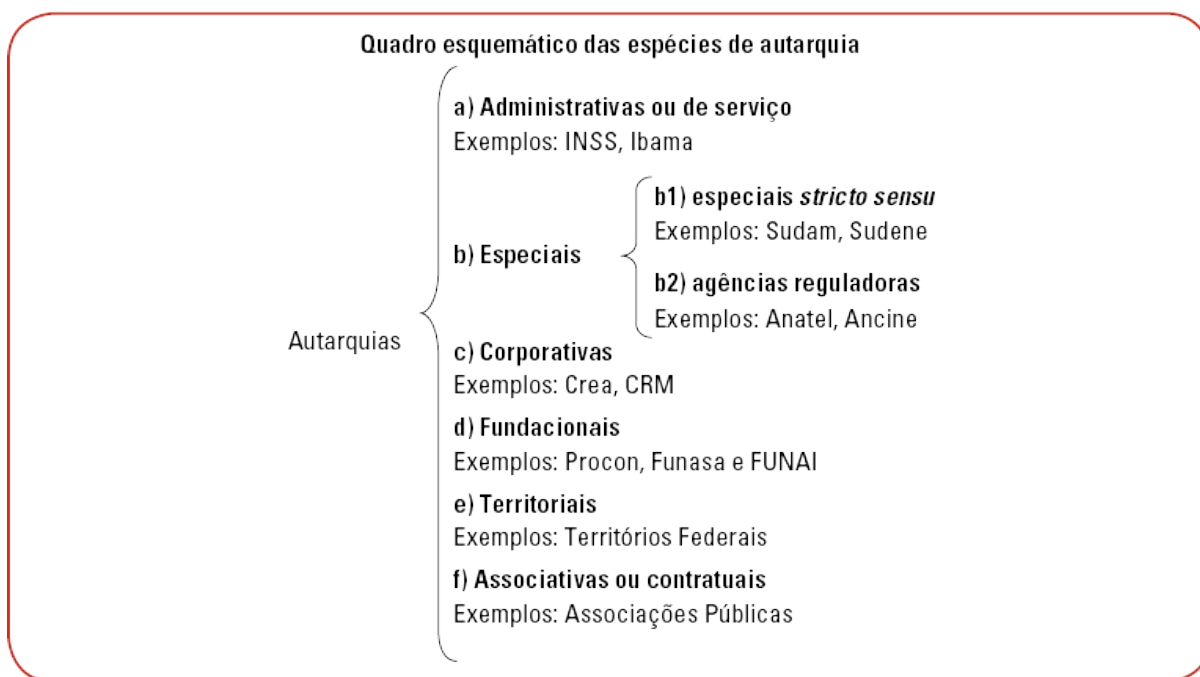 Quadro esquemático das espécies de autarquia
Autarquias
a) Administrativas ou de serviço
Exemplos: INSS, Ibama
b) Especiais
b1) especiais stricto sensu
Exemplos: Sudam, Sudene
b2) agências reguladoras
Exemplos: Anatel, Ancine
c) Corporativas
Exemplos: Crea, CRM
d) Fundacionais
Exemplos: Procon, Funasa e FUNAI
e) Territoriais
Exemplos: Territórios Federais
f) Associativas ou contratuais
Exemplos: Associações Públicas